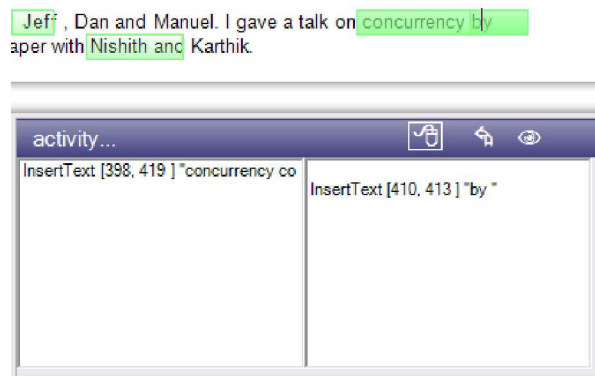 Jeff , Dan and Manuel. I gave a talk on concurrency by
aper with Nishith and Karthik.
activity...
InsertText [398, 419 ] "concurrency co
InsertText [410, 413 ] "by "